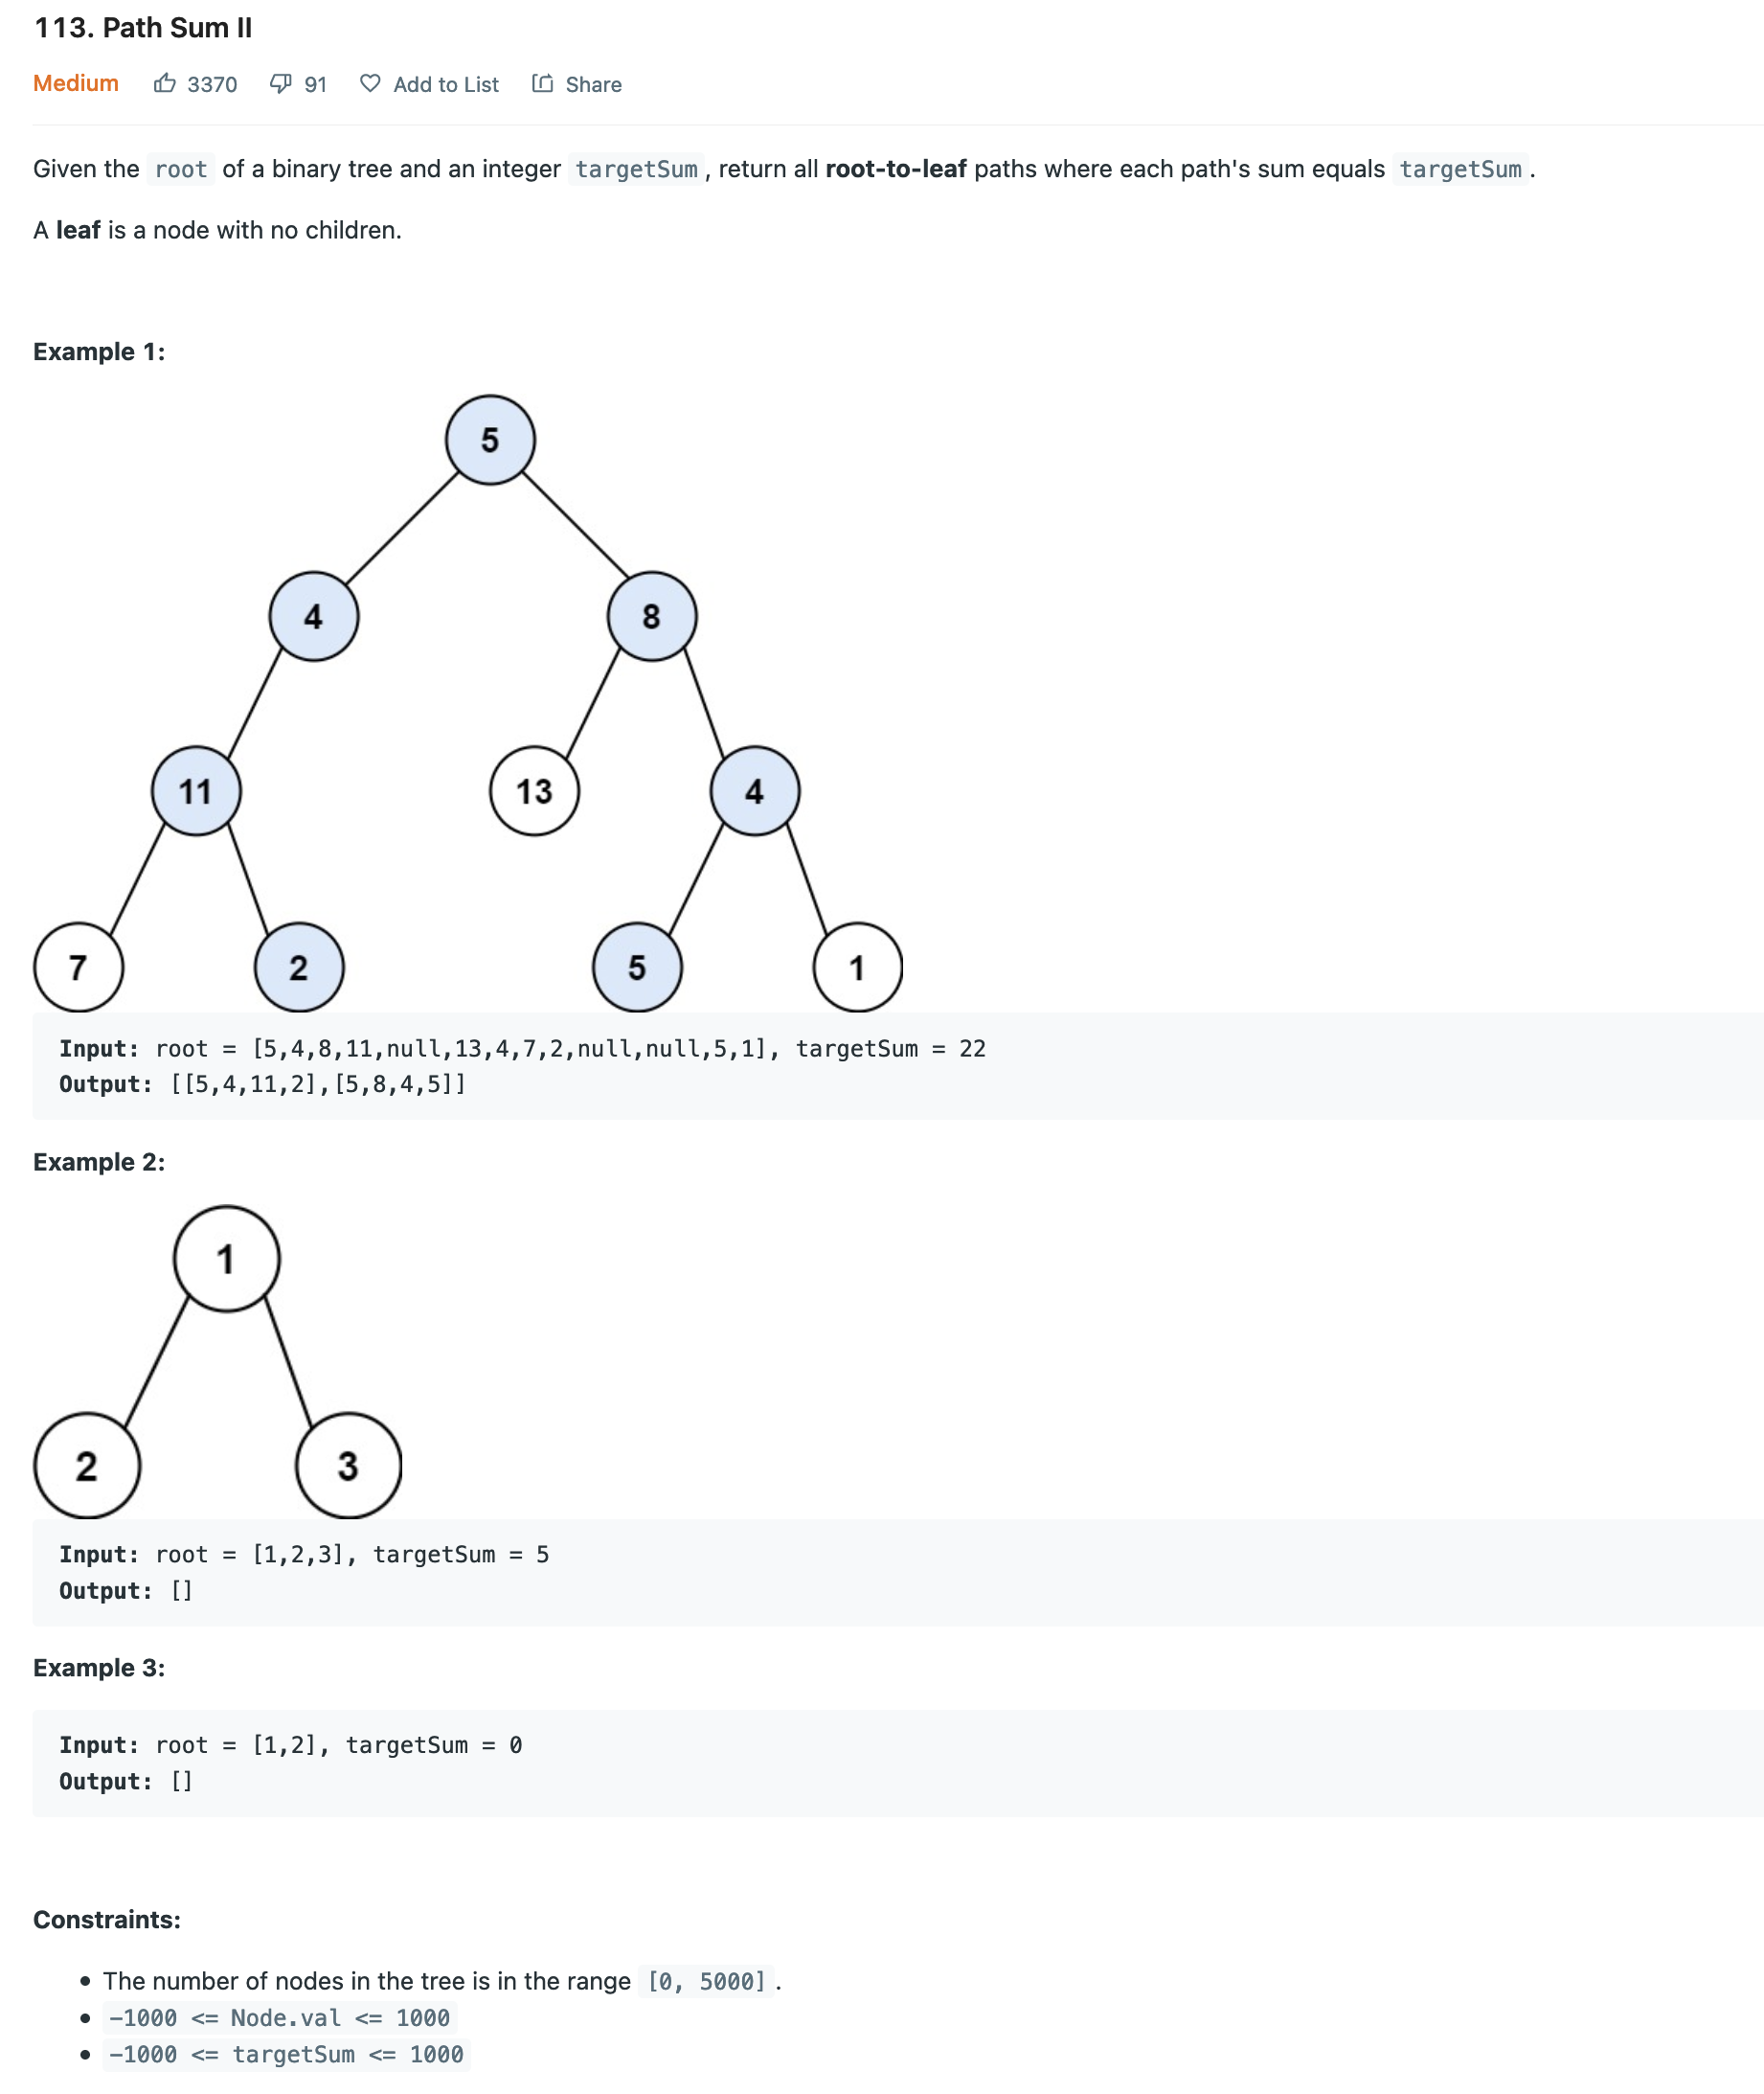 113. Path Sum II
Medium 3370 91 Add to List Share
Given the root of a binary tree and an integer targetSum , return all root-to-leaf paths where each path's sum equals targetSum .
A leaf is a node with no children.
Example 1:
5
4 8
11 13 4
7 2 5 1
Input: root = [5,4,8,11,null,13,4,7,2,null,null,5,1], targetSum = 22
Output: [[5,4,11,2],[5,8,4,5]]
Example 2:
1
2 3
Input: root = [1,2,3], targetSum = 5
Output: []
Example 3:
Input: root = [1,2], targetSum = 0
Output: []
Constraints:
• The number of nodes in the tree is in the range [0, 5000] .
• -1000 <= Node.val <= 1000
• -1000 <= targetSum <= 1000